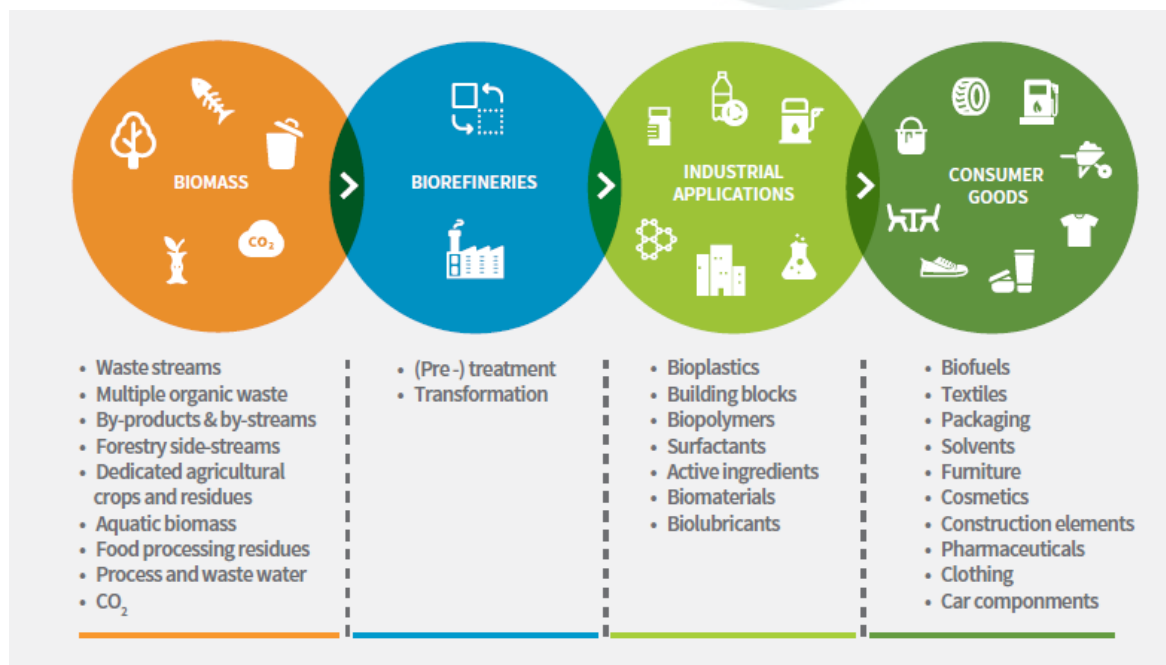 BIOMASS
CO₂
BIOREFINERIES
INDUSTRIAL
APPLICATIONS
CONSUMER
GOODS
• Waste streams
• Multiple organic waste
• By-products & by-streams
• Forestry side-streams
• Dedicated agricultural
crops and residues
• Aquatic biomass
• Food processing residues
• Process and waste water
• CO₂
• (Pre -) treatment
• Transformation
• Bioplastics
• Building blocks
• Biopolymers
• Surfactants
• Active ingredients
• Biomaterials
• Biolubricants
• Biofuels
• Textiles
• Packaging
• Solvents
• Furniture
• Cosmetics
• Construction elements
• Pharmaceuticals
• Clothing
• Car componments